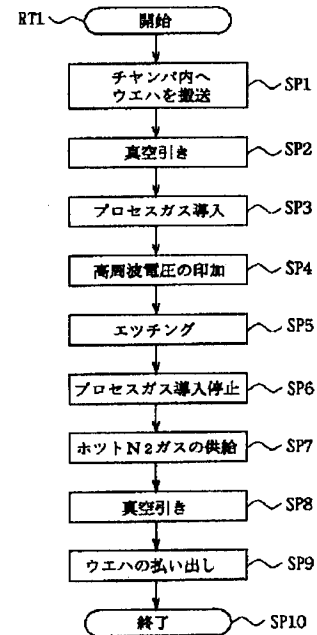 RT1 開始
チャンバ内へ
ウエハを搬送 SP1
真空引き SP2
プロセスガス導入 SP3
高周波電圧の印加 SP4
エツチング SP5
プロセスガス導入停止 SP6
ホツトN2ガスの供給 SP7
真空引き SP8
ウエハの払い出し SP9
終了 SP10